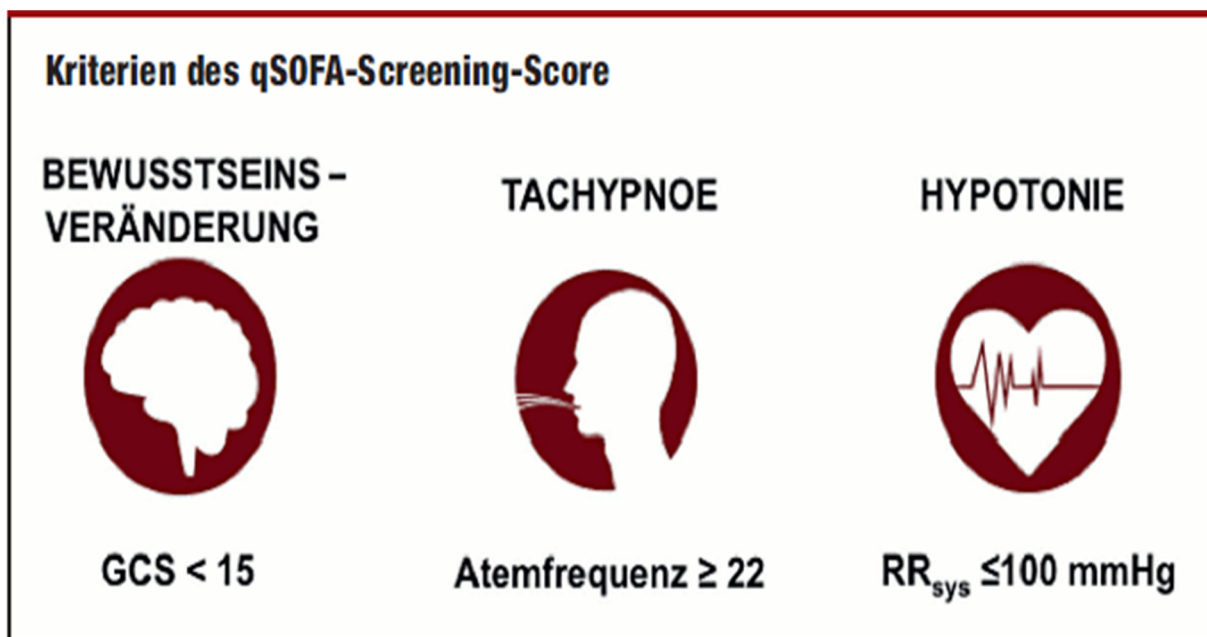 Kriterien des qSOFA-Screening-Score
BEWUSSTSEINS –
VERÄNDERUNG
TACHYPNOE
HYPOTONIE
GCS < 15
Atemfrequenz ≥ 22
RRsys ≤100 mmHg